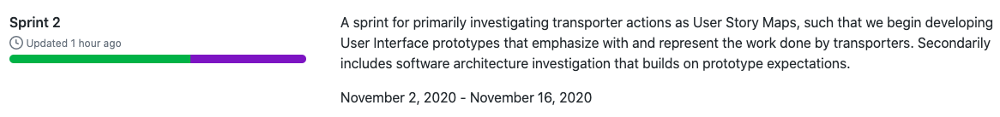 Sprint 2
Updated 1 hour ago
A sprint for primarily investigating transporter actions as User Story Maps, such that we begin developing
User Interface prototypes that emphasize with and represent the work done by transporters. Secondarily
includes software architecture investigation that builds on prototype expectations.
November 2, 2020 - November 16, 2020